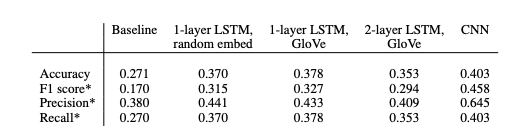 Baseline 1-layer LSTM, 1-layer LSTM, 2-layer LSTM, CNN
random embed GloVe GloVe
Accuracy 0.271 0.370 0.378 0.353 0.403
F1 score* 0.170 0.315 0.327 0.294 0.458
Precision* 0.380 0.441 0.433 0.409 0.645
Recall* 0.270 0.370 0.378 0.353 0.403